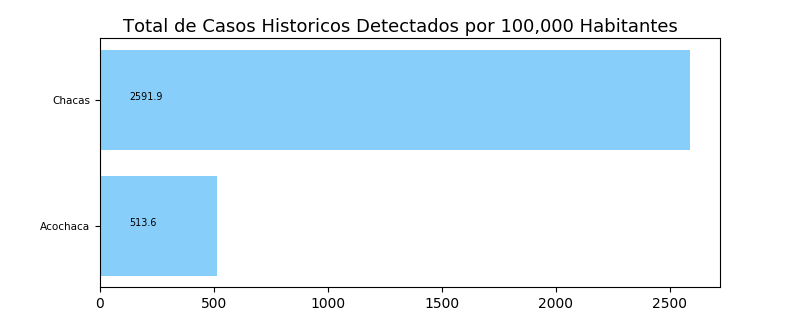 Total de Casos Historicos Detectados por 100,000 Habitantes
Chacas
2591.9
Acochaca
513.6
0 500 1000 1500 2000 2500